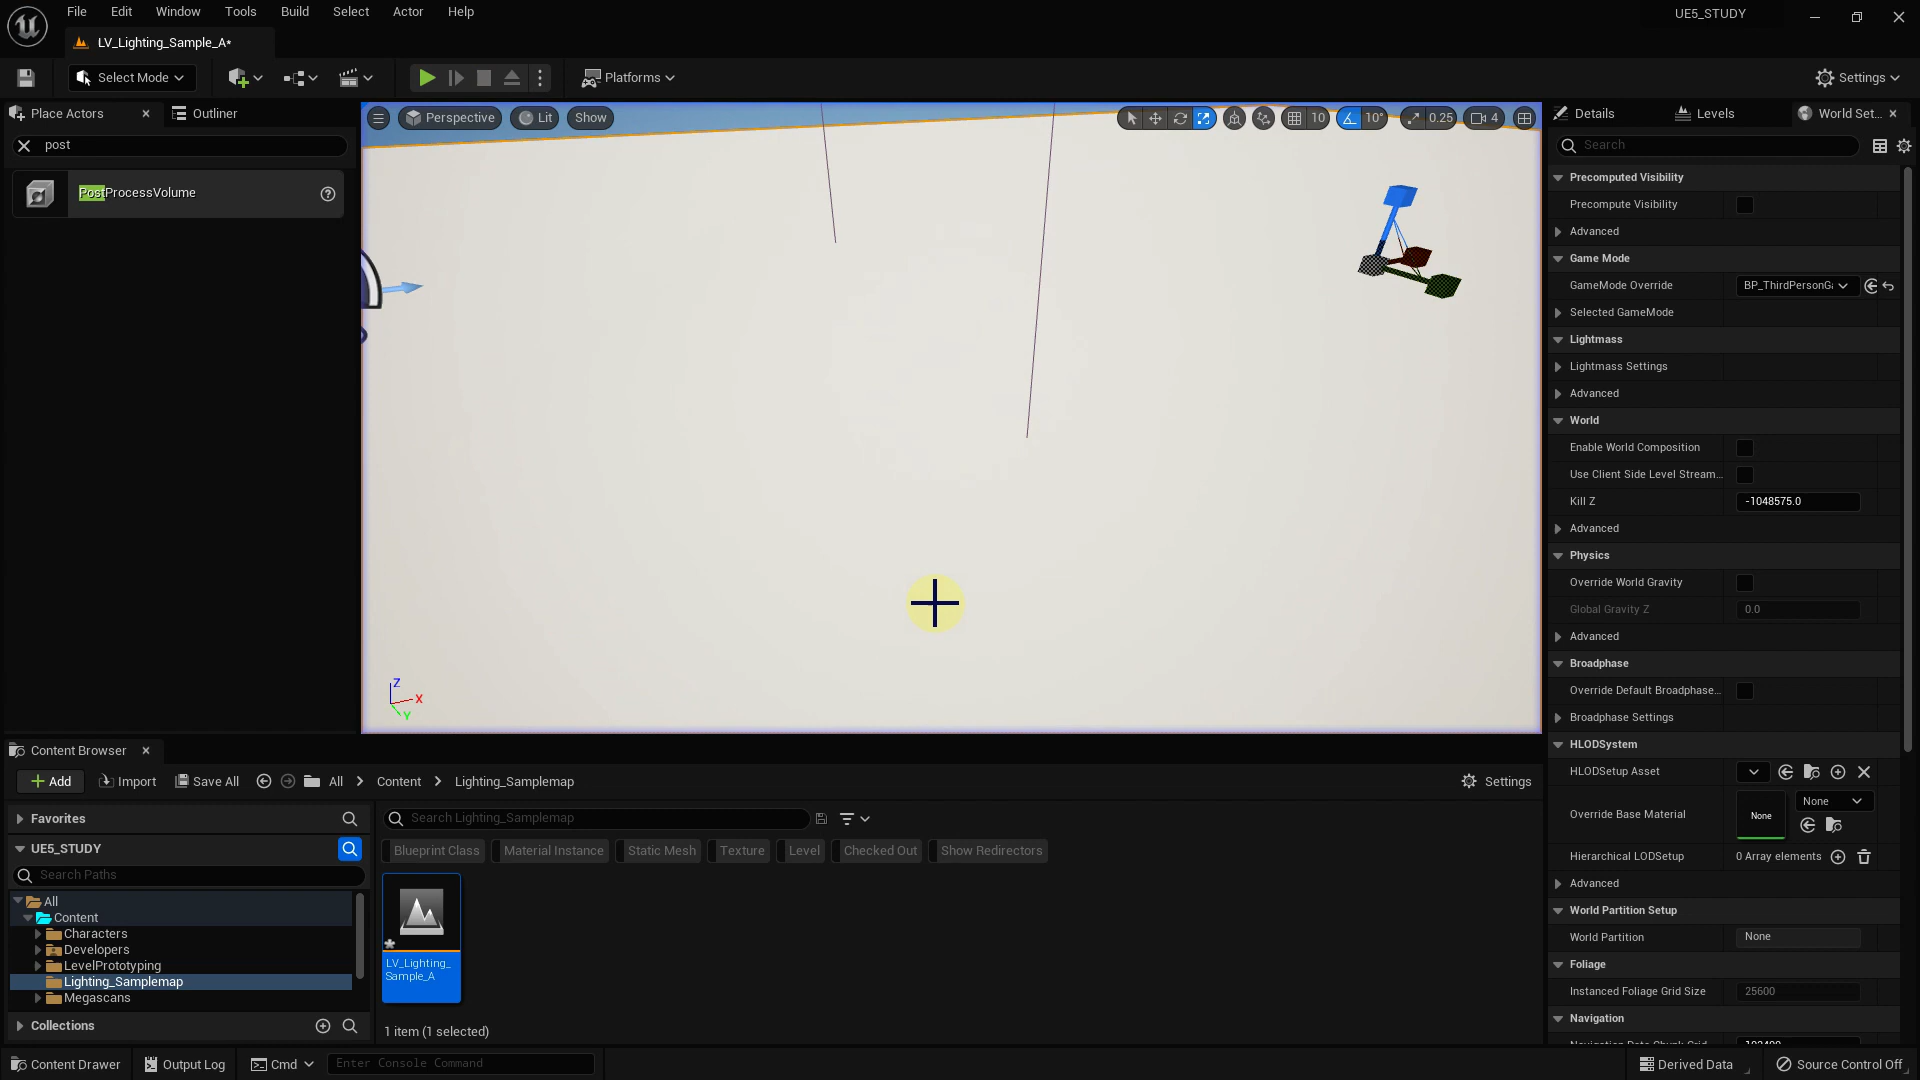 File Edit Window Tools Build Select Actor Help
UE5_STUDY
LV_Lighting_Sample_A*
Select Mode
Platforms
Settings
Place Actors
Outliner
post
PostProcessVolume
Perspective
Lit
Show
10
10°
0.25
4
Z
X
Y
Details
Levels
World Set...
Search
Precomputed Visibility
Precompute Visibility
Advanced
Game Mode
GameMode Override
BP_ThirdPersonGa
Selected GameMode
Lightmass
Lightmass Settings
Advanced
World
Enable World Composition
Use Client Side Level Stream...
Kill Z
-1048575.0
Advanced
Physics
Override World Gravity
Global Gravity Z
0.0
Advanced
Broadphase
Override Default Broadphase...
Broadphase Settings
HLODSystem
HLODSetup Asset
Override Base Material
None
None
Hierarchical LODSetup
0 Array elements
Advanced
World Partition Setup
World Partition
None
Foliage
Instanced Foliage Grid Size
25600
Navigation
Content Browser
Add
Import
Save All
All
Content
Lighting_Samplemap
Settings
Favorites
UE5_STUDY
Search Paths
All
Content
Characters
Developers
LevelPrototyping
Lighting_Samplemap
Megascans
Collections
Search Lighting_Samplemap
Blueprint Class
Material Instance
Static Mesh
Texture
Level
Checked Out
Show Redirectors
LV_Lighting_
Sample_A
1 item (1 selected)
Content Drawer
Output Log
Cmd
Enter Console Command
Derived Data
Source Control Off